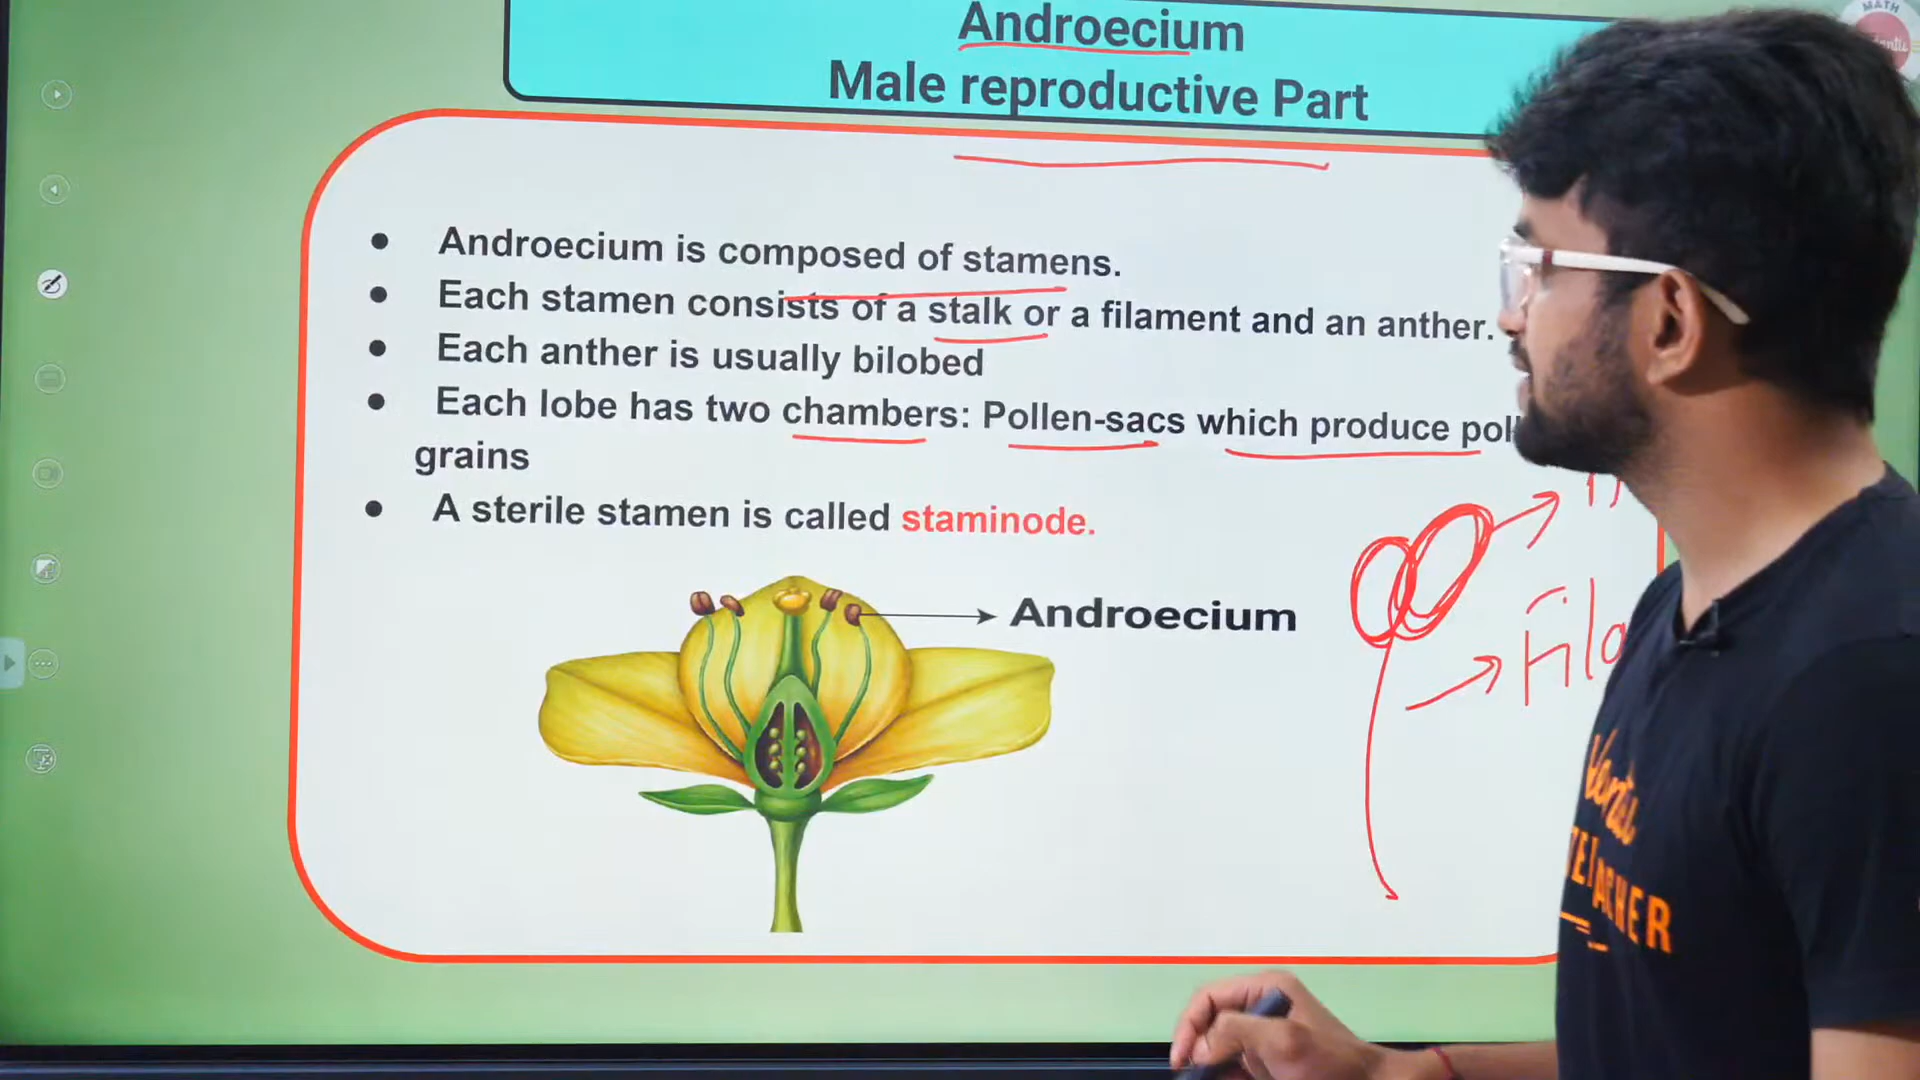 MATH
Androecium
Male reproductive Part
● Androecium is composed of stamens.
● Each stamen consists of a stalk or a filament and an anther.
● Each anther is usually bilobed
● Each lobe has two chambers: Pollen-sacs which produce pol
grains
● A sterile stamen is called staminode.
Androecium
Fila